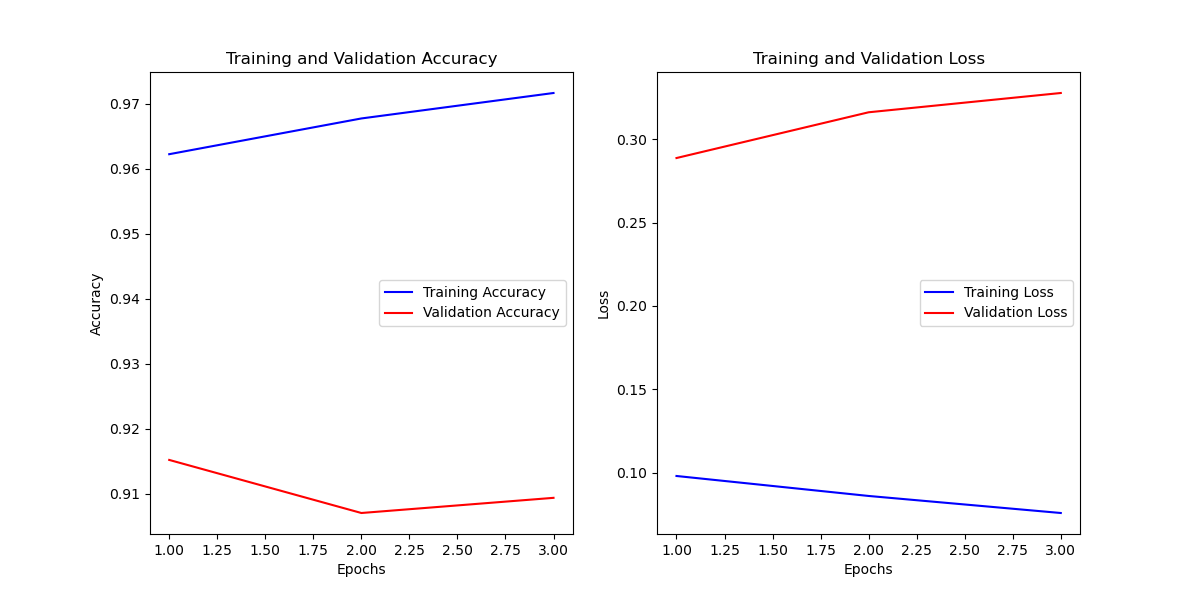 Training and Validation Accuracy
0.97
0.96
0.95
0.94
0.93
0.92
0.91
Accuracy
Training Accuracy
Validation Accuracy
1.00 1.25 1.50 1.75 2.00 2.25 2.50 2.75 3.00
Epochs
Training and Validation Loss
0.30
0.25
0.20
0.15
0.10
Loss
Training Loss
Validation Loss
1.00 1.25 1.50 1.75 2.00 2.25 2.50 2.75 3.00
Epochs